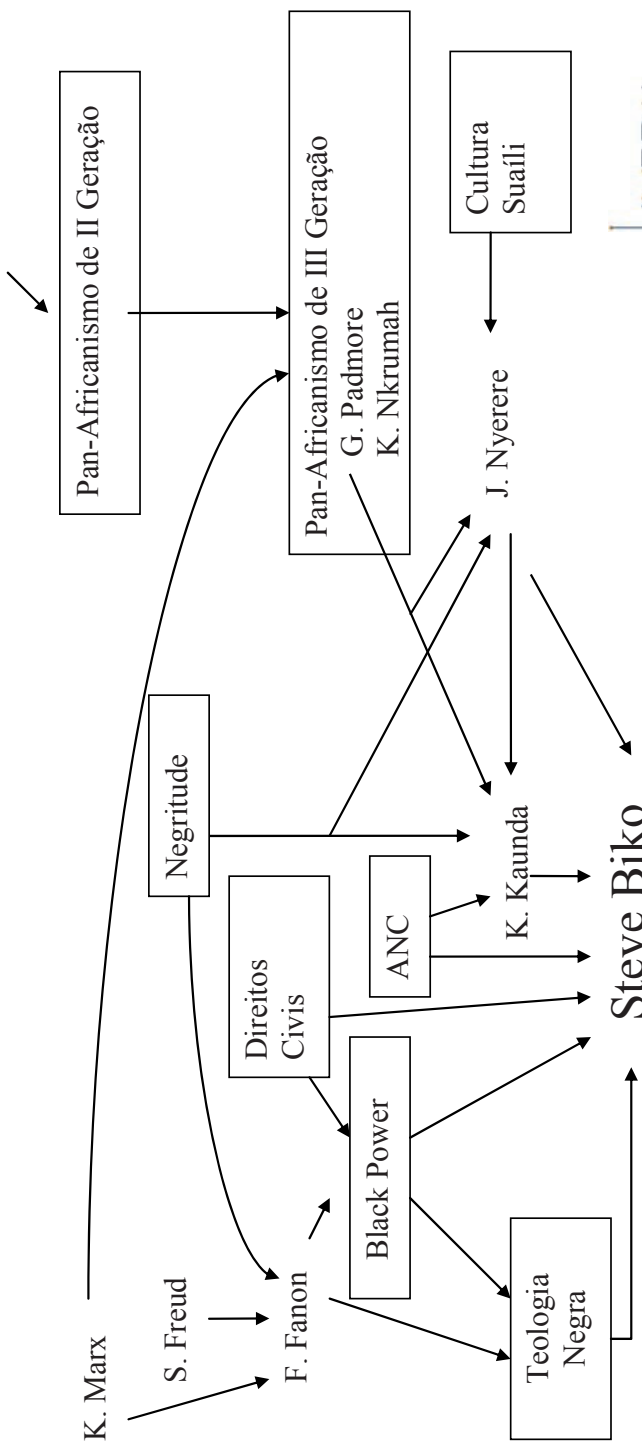 K. Marx
Pan-Africanismo de II Geração
S. Freud
Negritude
F. Fanon
Direitos
Civis
Pan-Africanismo de III Geração
G. Padmore
K. Nkrumah
Black Power
ANC
K. Kaunda
J. Nyerere
Cultura
Suaíli
Teologia
Negra
Steve Biko